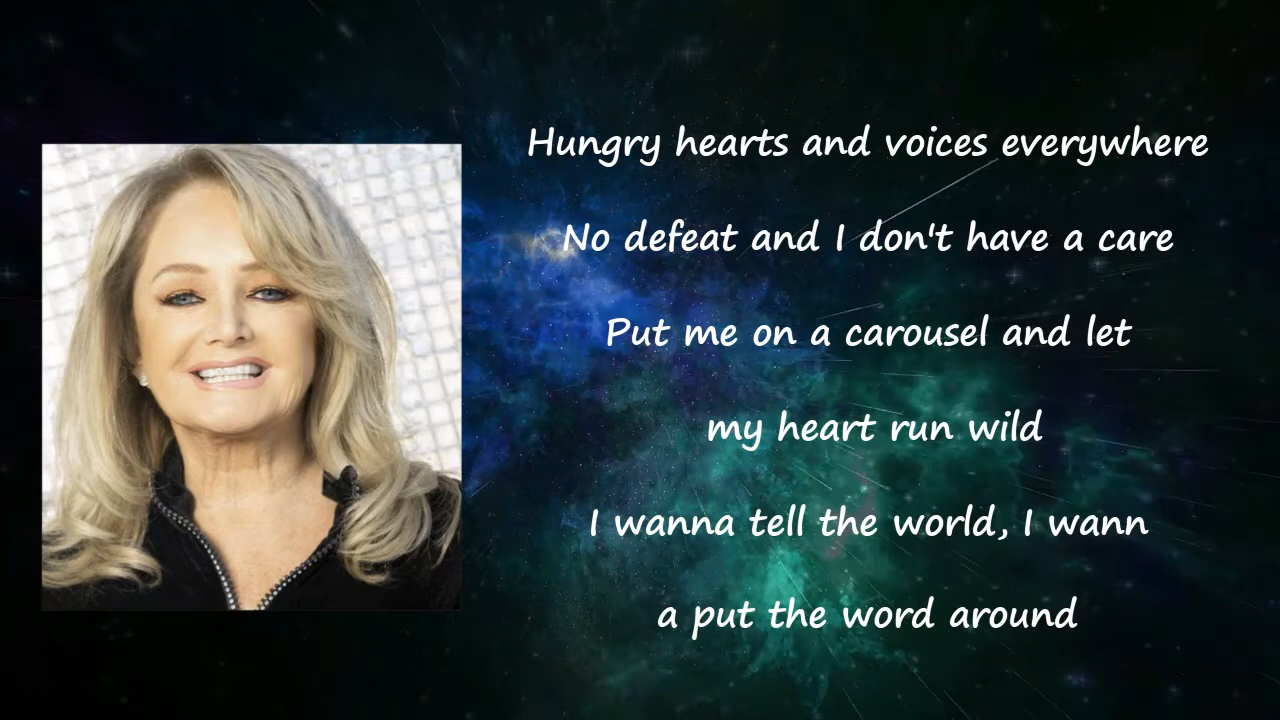 Hungry hearts and voices everywhere
No defeat and I don't have a care
Put me on a carousel and let
my heart run wild
I wanna tell the world, I wann
a put the word around